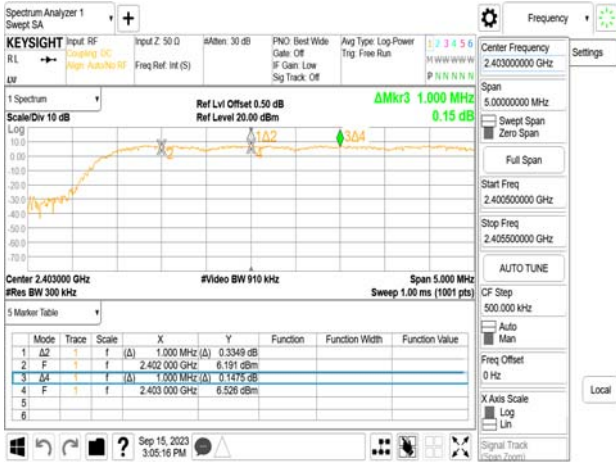 Spectrum Analyzer 1
Swept SA
+
Frequency
KEYSIGHT
RL
Input: RF
Coupling: DC
Align: Auto/No RF
Input Z: 50 Ω
Freq Ref: Int (S)
#Atten: 30 dB
PNO: Best Wide
Gate: Off
IF Gain: Low
Sig Track: Off
Avg Type: Log-Power
Trig: Free Run
1 2 3 4 5 6
M W W W W W
P N N N N N
1 Spectrum
Scale/Div 10 dB
Ref Lvl Offset 0.50 dB
Ref Level 20.00 dBm
ΔMkr3 1.000 MHz
0.15 dB
Log
10.0
0.00
-10.0
-20.0
-30.0
-40.0
-50.0
-60.0
-70.0
2
1Δ2
4
3Δ4
Center 2.403000 GHz
#Video BW 910 kHz
Span 5.000 MHz
#Res BW 300 kHz
Sweep 1.00 ms (1001 pts)
5 Marker Table
Mode Trace Scale X Y Function Function Width Function Value
1 Δ2 1 f (Δ) 1.000 MHz (Δ) 0.3349 dB
2 F 1 f 2.402 000 GHz 6.191 dBm
3 Δ4 1 f (Δ) 1.000 MHz (Δ) 0.1475 dB
4 F 1 f 2.403 000 GHz 6.526 dBm
5
6
Sep 15, 2023
3:05:16 PM
Center Frequency
2.403000000 GHz
Span
5.00000000 MHz
Swept Span
Zero Span
Full Span
Start Freq
2.400500000 GHz
Stop Freq
2.405500000 GHz
AUTO TUNE
CF Step
500.000 kHz
Auto
Man
Freq Offset
0 Hz
X Axis Scale
Log
Lin
Signal Track
(Span Zoom)
Settings
Local